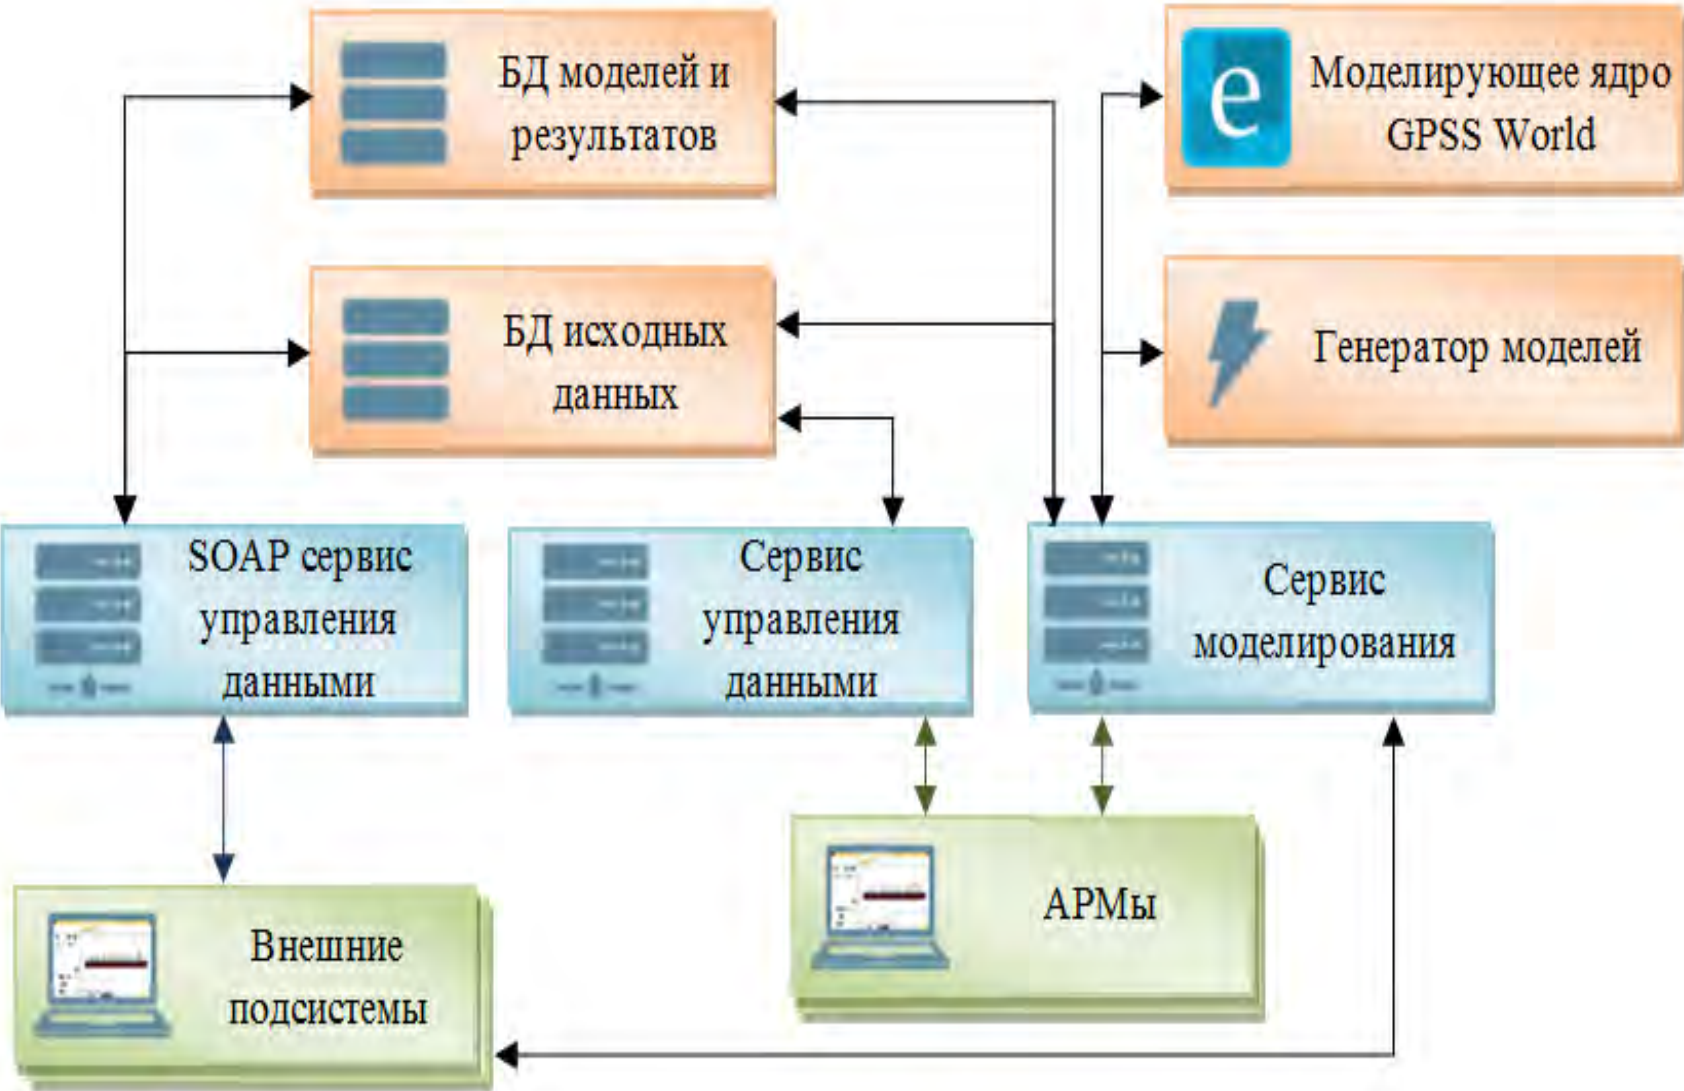 БД моделей и
результатов
e
Моделирующее ядро
GPSS World
БД исходных
данных
Генератор моделей
SOAP сервис
управления
данными
Сервис
управления
данными
Сервис
моделирования
АРМы
Внешние
подсистемы